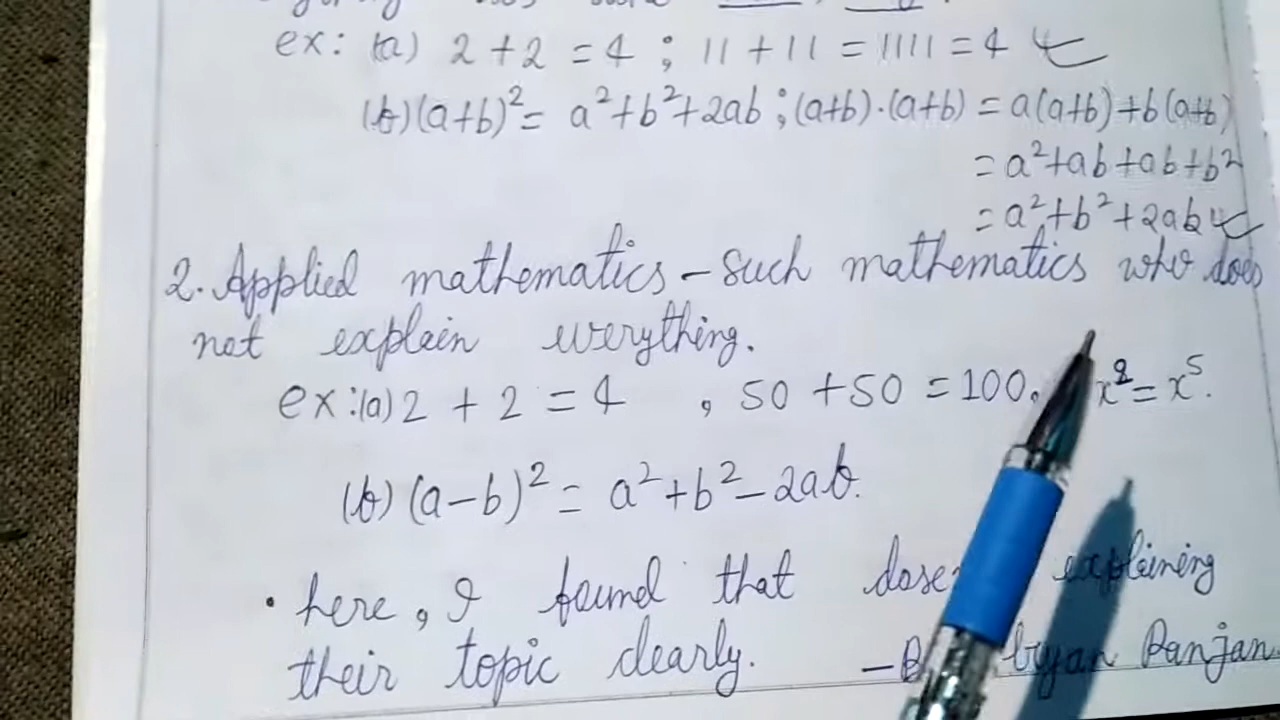 ex: (a) 2 + 2 = 4 ; 11 + 11 = 1111 = 4
(b) (a+b)² = a²+b²+2ab ; (a+b)·(a+b) = a(a+b)+b(a+b)
= a²+ab+ab+b²
= a²+b²+2ab
2. Applied mathematics – Such mathematics who does
not explain everything.
ex:(a) 2 + 2 = 4 , 50 + 50 = 100. = x⁵.
(b) (a-b)² = a²+b²-2ab.
• here, I found that explaining
their topic clearly. – Ranjan